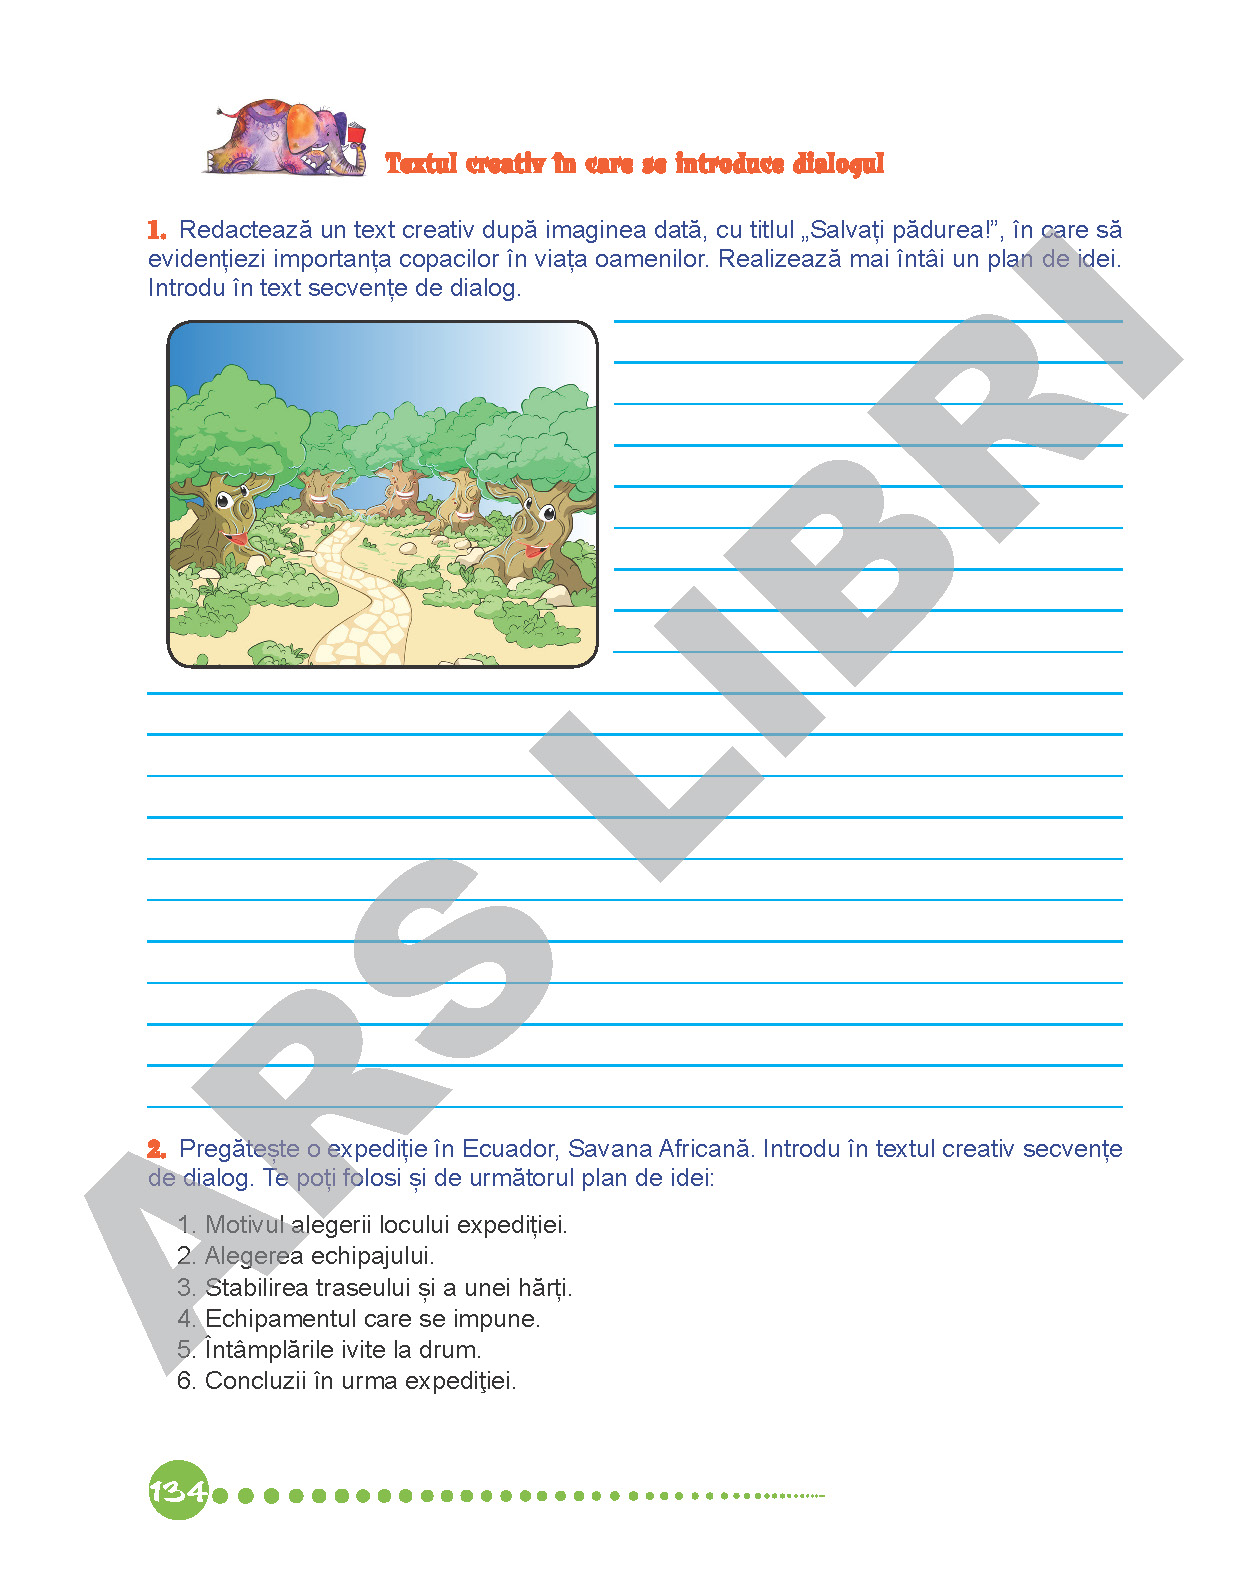 Textul creativ în care se introduce dialogul
1. Redactează un text creativ după imaginea dată, cu titlul „Salvați pădurea!”, în care să
evidențiezi importanța copacilor în viața oamenilor. Realizează mai întâi un plan de idei.
Introdu în text secvențe de dialog.
2. Pregătește o expediție în Ecuador, Savana Africană. Introdu în textul creativ secvențe
de dialog. Te poți folosi și de următorul plan de idei:
1. Motivul alegerii locului expediției.
2. Alegerea echipajului.
3. Stabilirea traseului și a unei hărți.
4. Echipamentul care se impune.
5. Întâmplările ivite la drum.
6. Concluzii în urma expediţiei.
134
ARS LIBRI